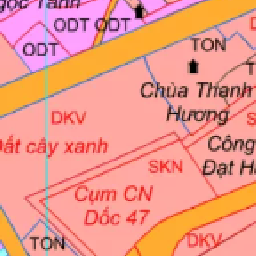 ODT ODT
ODT
TON
Chùa Thanh
Hương
DKV
Đất cây xanh
Công
SKN
Đạt
Cụm CN
Dốc 47
TON
DKV